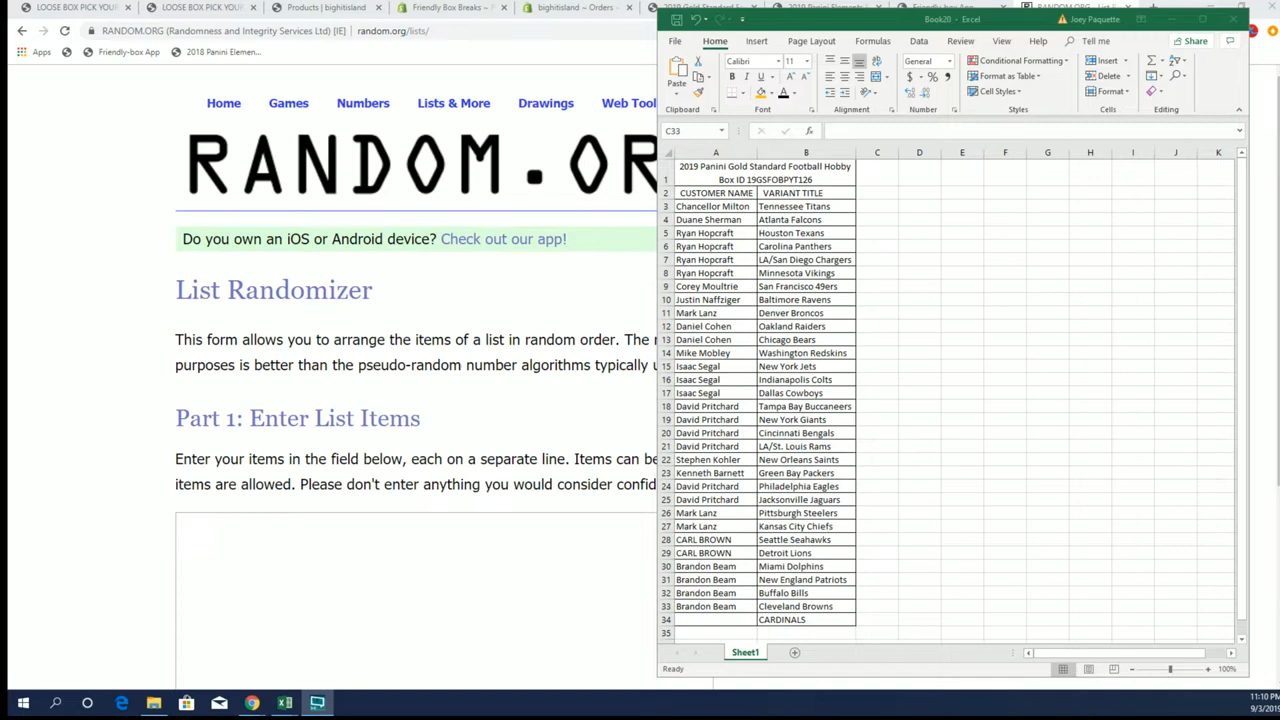 LOOSE BOX PICK YOUR
LOOSE BOX PICK YOUR
Products | bightisland
Friendly Box Breaks ~
bightisland ~ Orders ~
RANDOM.ORG (Randomness and Integrity Services Ltd) [IE] | random.org/lists/
Apps
Friendly-box App
2018 Panini Elemen...
Home Games Numbers Lists & More Drawings Web Tool
RANDOM.OR
Do you own an iOS or Android device? Check out our app!
List Randomizer
This form allows you to arrange the items of a list in random order. The
purposes is better than the pseudo-random number algorithms typically
Part 1: Enter List Items
Enter your items in the field below, each on a separate line. Items can be
items are allowed. Please don't enter anything you would consider confid
Book20 - Excel
Joey Paquette
File Home Insert Page Layout Formulas Data Review View Help Tell me Share
Paste
Calibri 11
B I U
General
$ % ,
Conditional Formatting
Format as Table
Cell Styles
Insert
Delete
Format
Clipboard Font Alignment Number Styles Cells Editing
C33
fx
A B C D E F G H I J K
2019 Panini Gold Standard Football Hobby
1 Box ID 19GSFOBPYT126
2 CUSTOMER NAME VARIANT TITLE
3 Chancellor Milton Tennessee Titans
4 Duane Sherman Atlanta Falcons
5 Ryan Hopcraft Houston Texans
6 Ryan Hopcraft Carolina Panthers
7 Ryan Hopcraft LA/San Diego Chargers
8 Ryan Hopcraft Minnesota Vikings
9 Corey Moultrie San Francisco 49ers
10 Justin Naffziger Baltimore Ravens
11 Mark Lanz Denver Broncos
12 Daniel Cohen Oakland Raiders
13 Daniel Cohen Chicago Bears
14 Mike Mobley Washington Redskins
15 Isaac Segal New York Jets
16 Isaac Segal Indianapolis Colts
17 Isaac Segal Dallas Cowboys
18 David Pritchard Tampa Bay Buccaneers
19 David Pritchard New York Giants
20 David Pritchard Cincinnati Bengals
21 David Pritchard LA/St. Louis Rams
22 Stephen Kohler New Orleans Saints
23 Kenneth Barnett Green Bay Packers
24 David Pritchard Philadelphia Eagles
25 David Pritchard Jacksonville Jaguars
26 Mark Lanz Pittsburgh Steelers
27 Mark Lanz Kansas City Chiefs
28 CARL BROWN Seattle Seahawks
29 CARL BROWN Detroit Lions
30 Brandon Beam Miami Dolphins
31 Brandon Beam New England Patriots
32 Brandon Beam Buffalo Bills
33 Brandon Beam Cleveland Browns
34 CARDINALS
35
Sheet1
Ready
100%
11:10 PM
9/3/2019